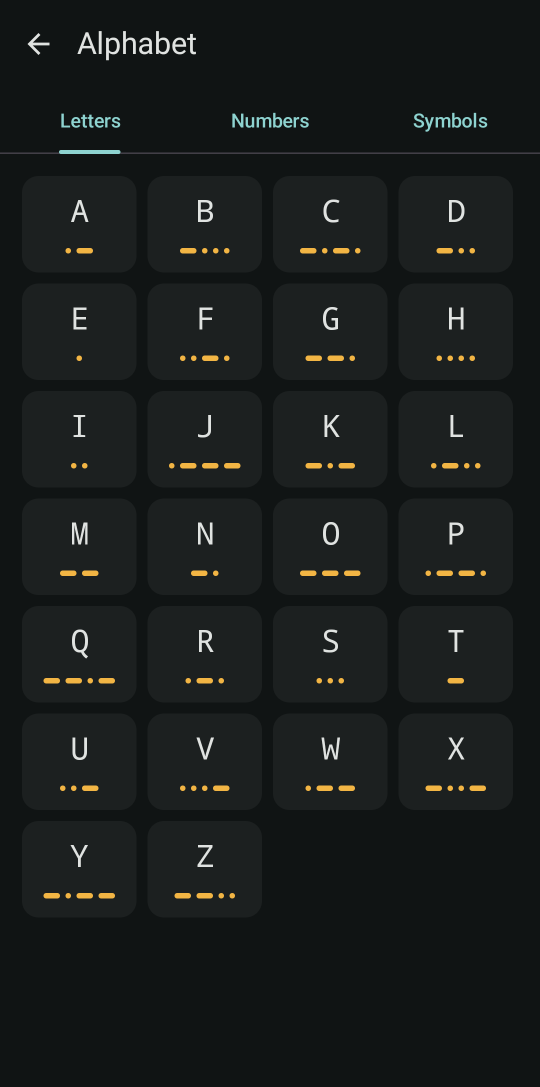 Alphabet
Letters Numbers Symbols
A B C D
E F G H
I J K L
M N O P
Q R S T
U V W X
Y Z